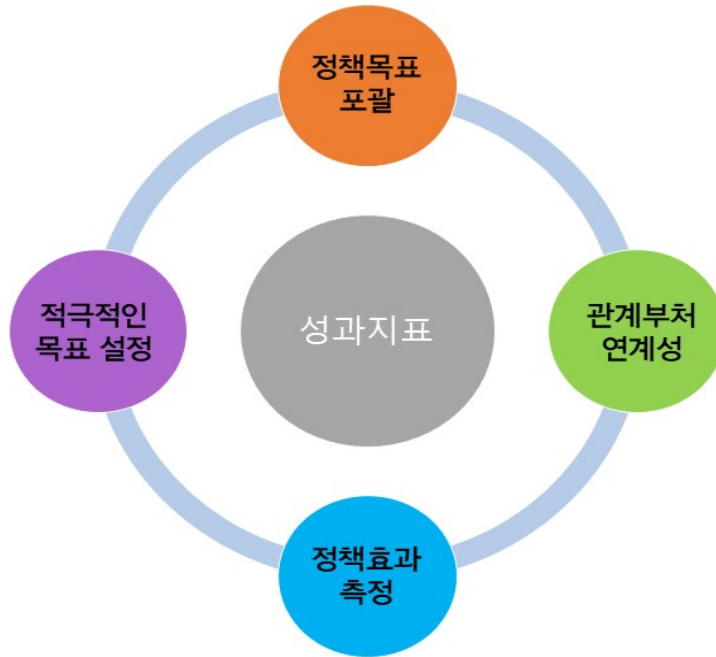 정책목표
포괄
적극적인
목표 설정
성과지표
관계부처
연계성
정책효과
측정